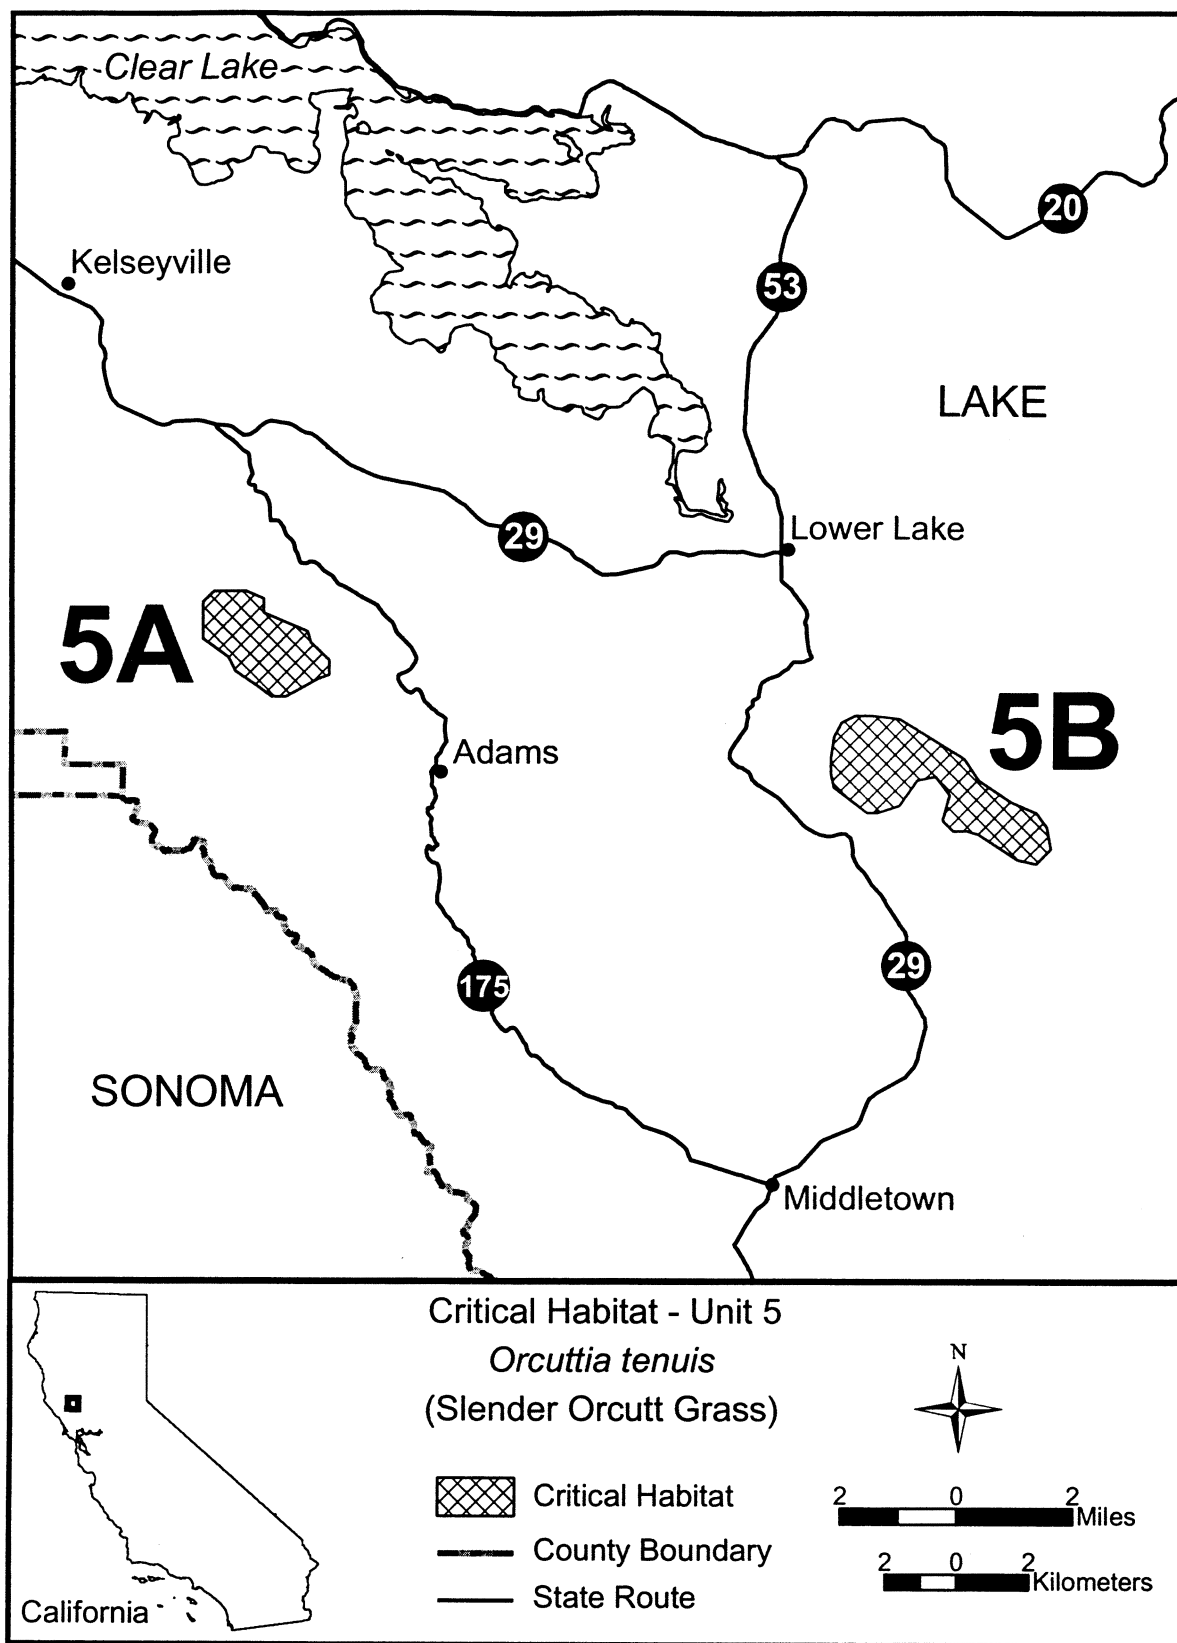 Clear Lake
20
Kelseyville
53
LAKE
29
Lower Lake
5A
5B
Adams
29
175
SONOMA
Middletown
Critical Habitat - Unit 5
Orcuttia tenuis
(Slender Orcutt Grass)
N
Critical Habitat
County Boundary
State Route
2 0 2
Miles
2 0 2
Kilometers
California